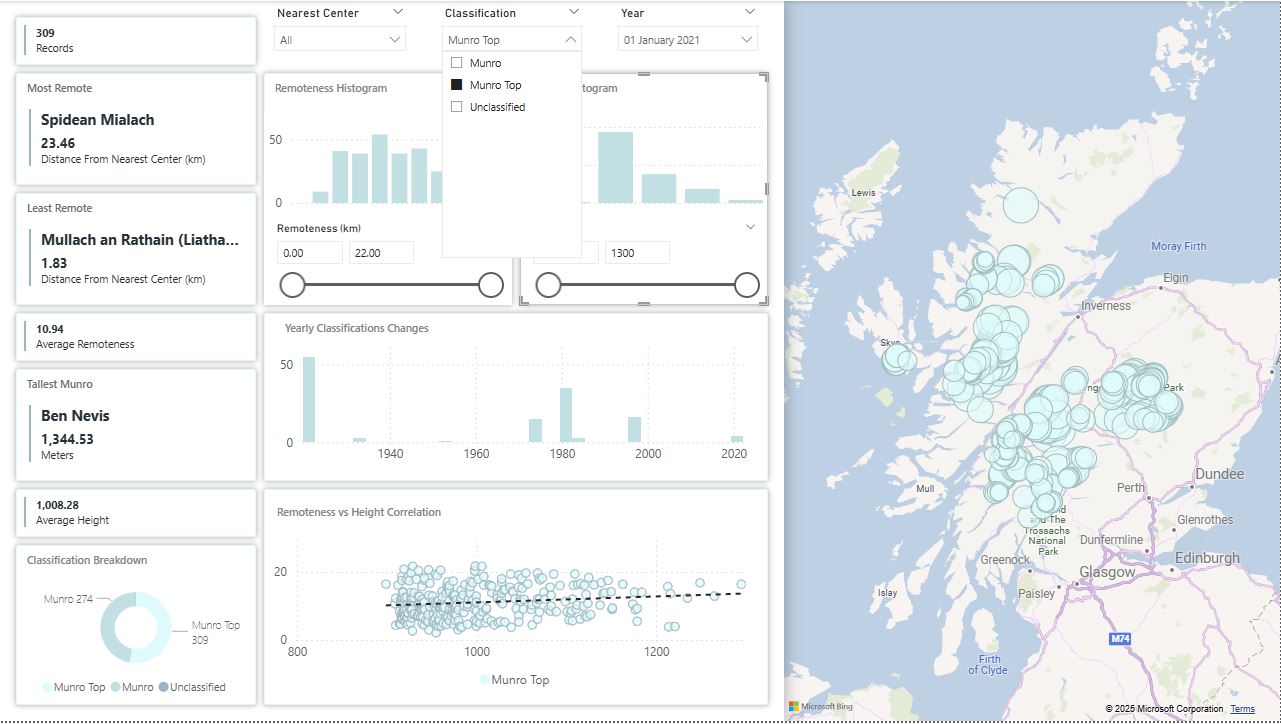 309
Records
Most Remote
Spidean Mialach
23.46
Distance From Nearest Center (km)
Least Remote
Mullach an Rathain (Liatha...
1.83
Distance From Nearest Center (km)
10.94
Average Remoteness
Tallest Munro
Ben Nevis
1,344.53
Meters
1,008.28
Average Height
Classification Breakdown
Munro 274
Munro Top
309
Munro Top Munro Unclassified
Nearest Center
All
Classification
Munro Top
Munro
Munro Top
Unclassified
Year
01 January 2021
Remoteness Histogram
50
0
Remoteness (km)
0.00 22.00
togram
1300
Yearly Classifications Changes
50
0
1940 1960 1980 2000 2020
Remoteness vs Height Correlation
20
0
800 1000 1200
Munro Top
Lewis
Moray Firth
Elgin
Inverness
Skye
Park
Mull
Dundee
Perth
and The
Trossachs
National
Park
Glenrothes
Dunfermline
Greenock
Edinburgh
Glasgow
Paisley
Islay
M74
Firth
of Clyde
Microsoft Bing
© 2025 Microsoft Corporation Terms